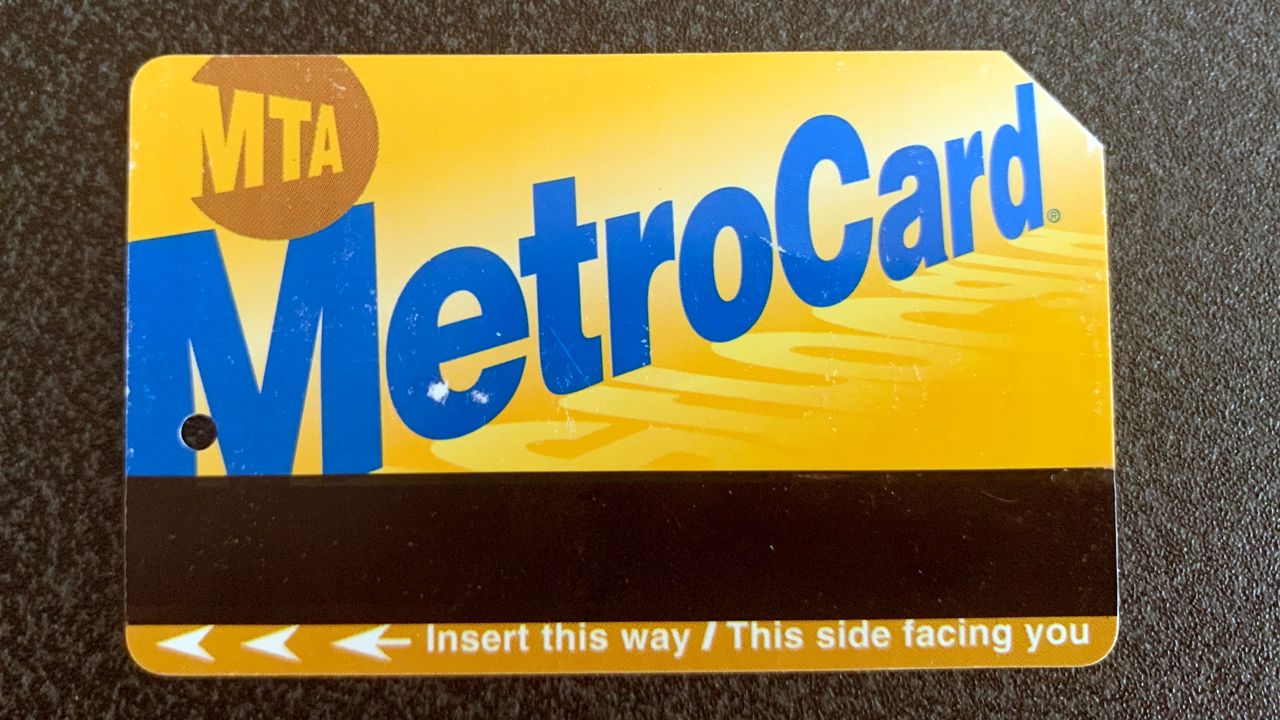 MTA
MetroCard®
Insert this way / This side facing you